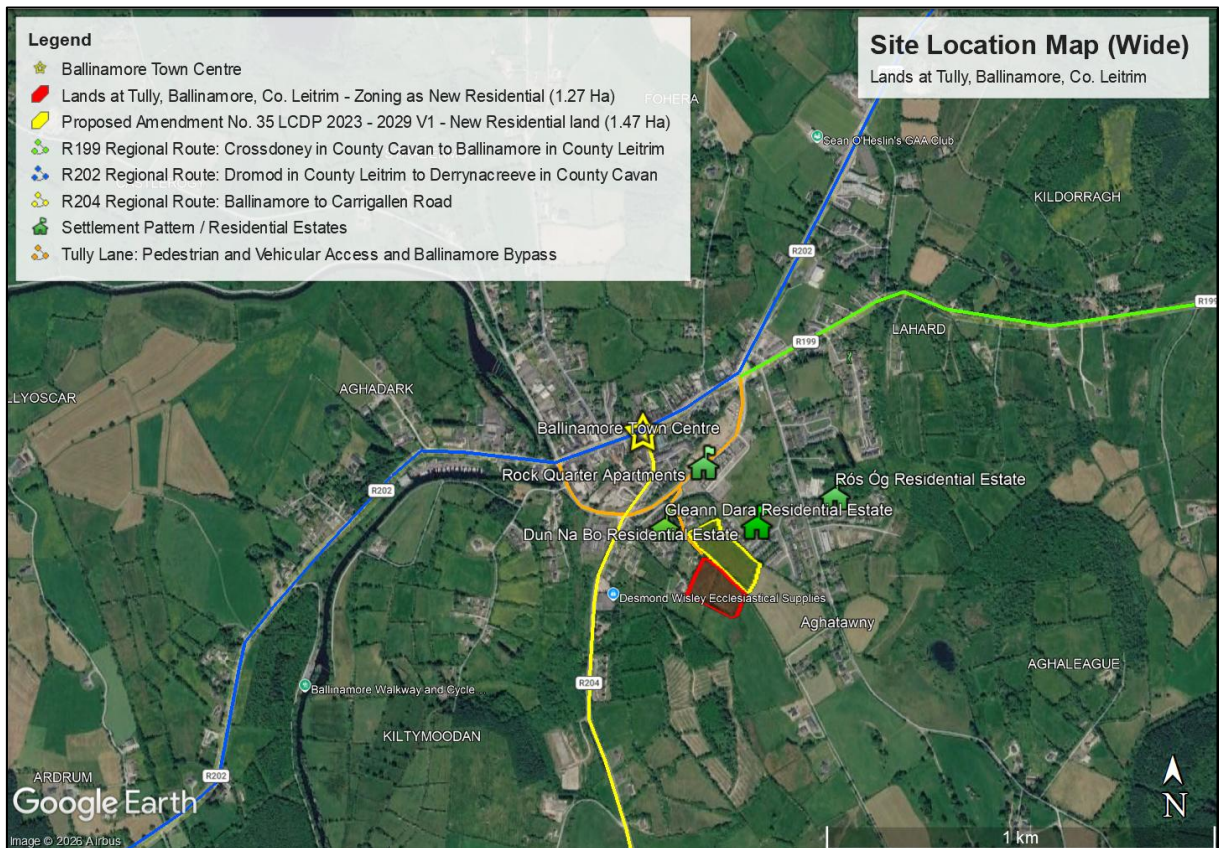 Legend
Ballinamore Town Centre
Lands at Tully, Ballinamore, Co. Leitrim - Zoning as New Residential (1.27 Ha)
Proposed Amendment No. 35 LCDP 2023 - 2029 V1 - New Residential land (1.47 Ha)
R199 Regional Route: Crossdoney in County Cavan to Ballinamore in County Leitrim
R202 Regional Route: Dromod in County Leitrim to Derrynacreeve in County Cavan
R204 Regional Route: Ballinamore to Carrigallen Road
Settlement Pattern / Residential Estates
Tully Lane: Pedestrian and Vehicular Access and Ballinamore Bypass
Site Location Map (Wide)
Lands at Tully, Ballinamore, Co. Leitrim
FOHERA
Sean O'Heslin's GAA Club
KILDORRAGH
R202
R199
R199
LAHARD
LLYOSCAR
AGHADARK
Ballinamore Town Centre
Rock Quarter Apartments
Rós Óg Residential Estate
R202
Gleann Dara Residential Estate
Dun Na Bo Residential Estate
Desmond Wisley Ecclesiastical Supplies
Aghatawny
AGHALEAGUE
R204
Ballinamore Walkway and Cycle...
KILTYMOODAN
ARDRUM
R202
Google Earth
N
1 km
Image © 2026 Airbus